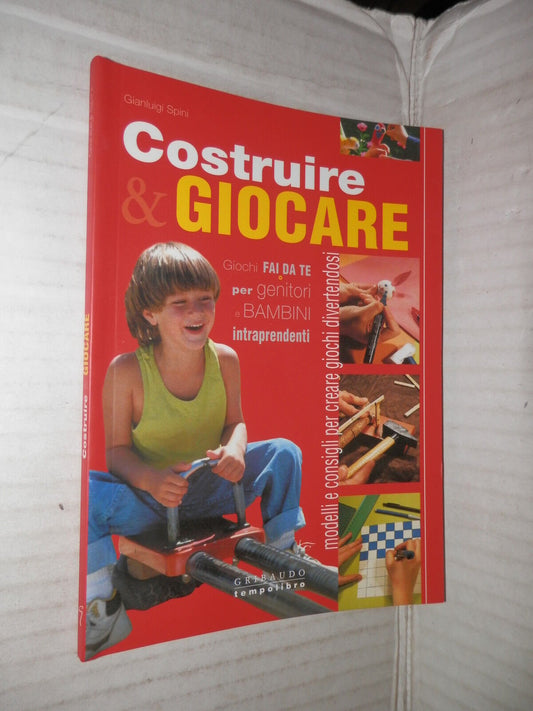 Gianluigi Spini
Costruire
& GIOCARE
Giochi FAI DA TE
per genitori
e BAMBINI
intraprendenti
modelli e consigli per creare giochi divertendosi
GRIBAUDO
tempolibro
Costruire GIOCARE